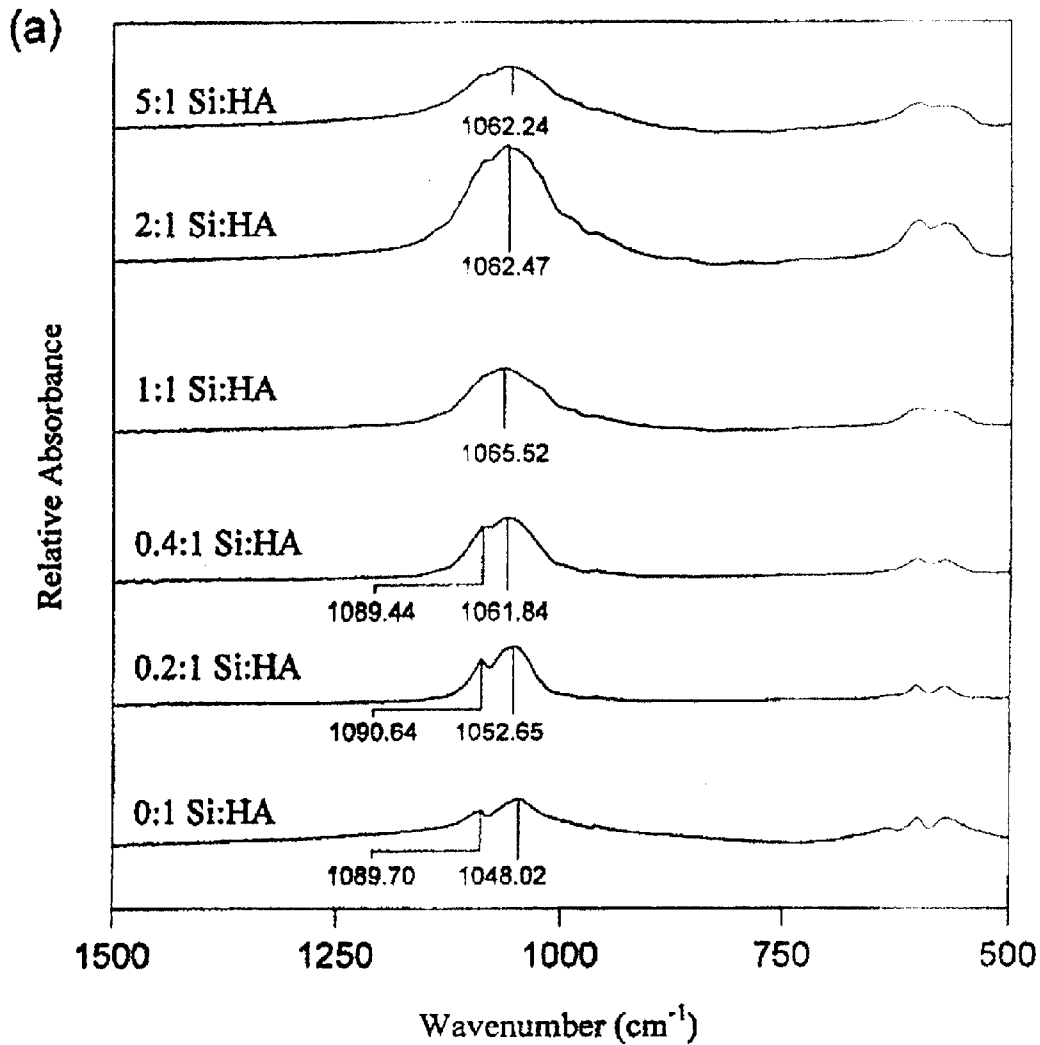 (a)
5:1 Si:HA
1062.24
2:1 Si:HA
1062.47
1:1 Si:HA
1065.52
0.4:1 Si:HA
1089.44 1061.84
0.2:1 Si:HA
1090.64 1052.65
0:1 Si:HA
1089.70 1048.02
Relative Absorbance
1500 1250 1000 750 500
Wavenumber (cm⁻¹)